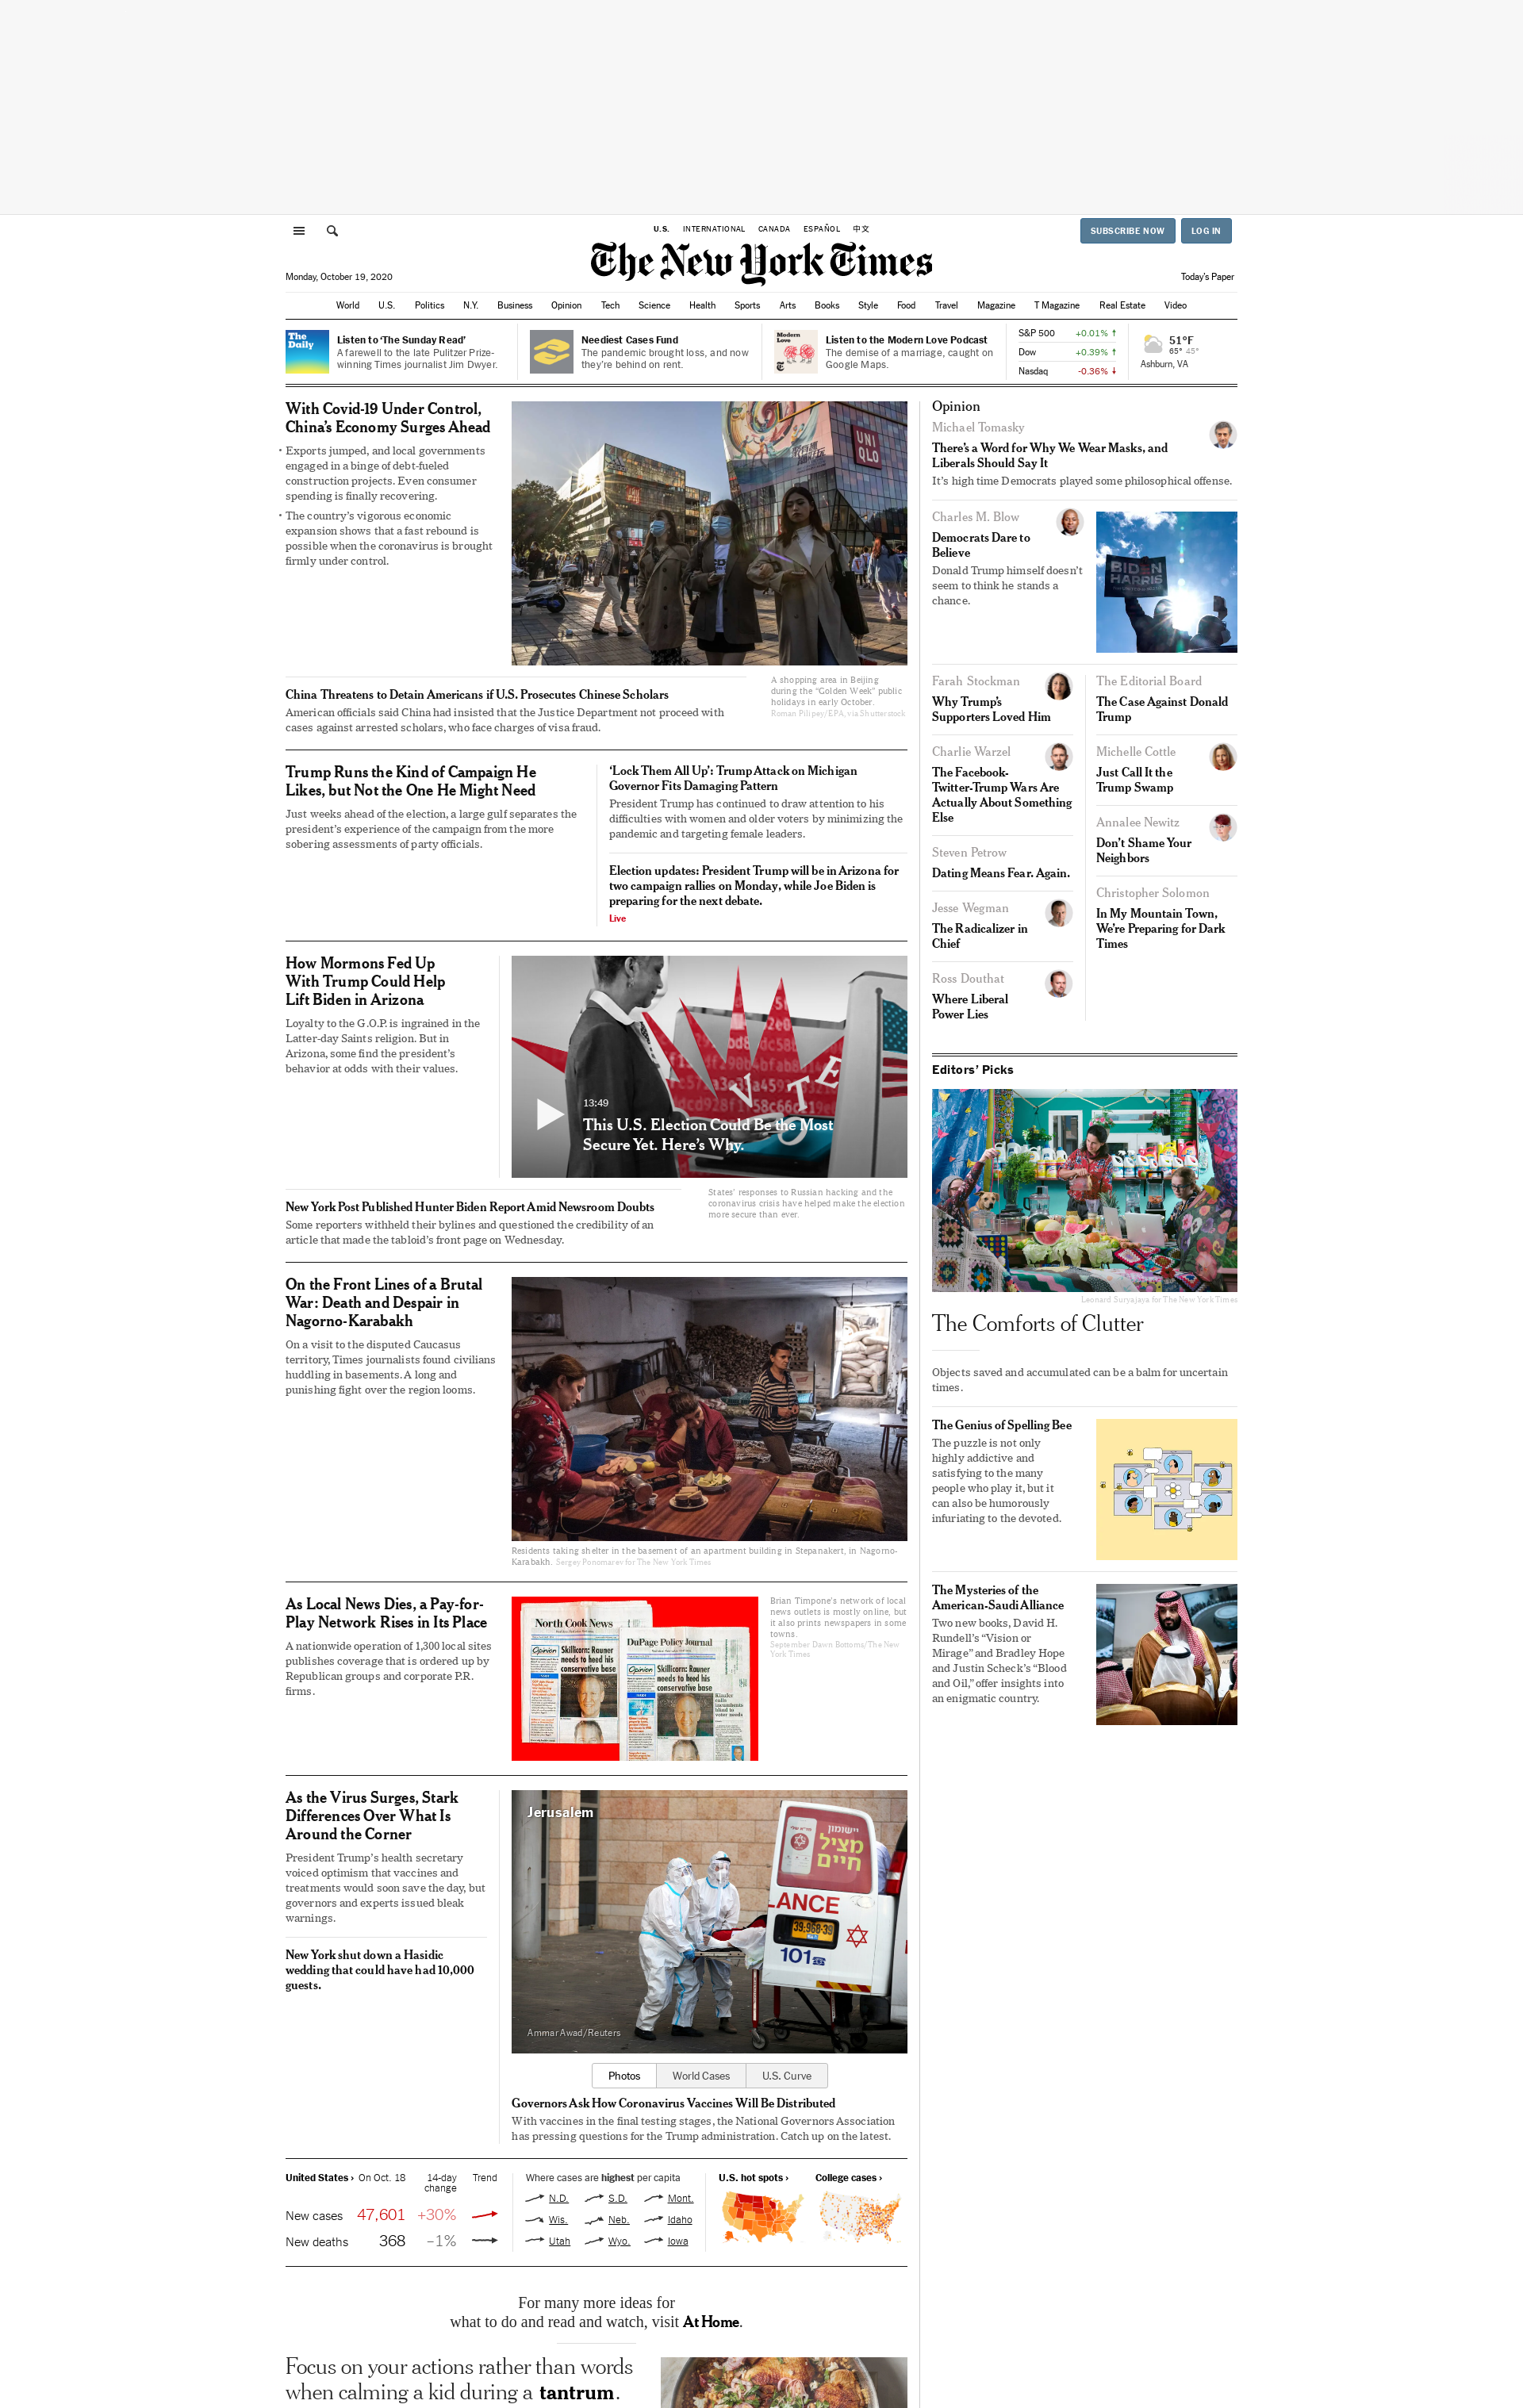 U.S. INTERNATIONAL CANADA ESPAÑOL 中文
SUBSCRIBE NOW LOG IN
The New York Times
Monday, October 19, 2020
Today's Paper
World U.S. Politics N.Y. Business Opinion Tech Science Health Sports Arts Books Style Food Travel Magazine T Magazine Real Estate Video
The
Daily
Listen to ‘The Sunday Read’
A farewell to the late Pulitzer Prize-
winning Times journalist Jim Dwyer.
Neediest Cases Fund
The pandemic brought loss, and now
they're behind on rent.
Modern
Love
Listen to the Modern Love Podcast
The demise of a marriage, caught on
Google Maps.
S&P 500 +0.01%
Dow +0.39%
Nasdaq -0.36%
51°F
65° 45°
Ashburn, VA
With Covid-19 Under Control,
China’s Economy Surges Ahead
• Exports jumped, and local governments
engaged in a binge of debt-fueled
construction projects. Even consumer
spending is finally recovering.
• The country’s vigorous economic
expansion shows that a fast rebound is
possible when the coronavirus is brought
firmly under control.
UNI
QLO
A shopping area in Beijing
during the “Golden Week” public
holidays in early October.
Roman Pilipey/EPA, via Shutterstock
China Threatens to Detain Americans if U.S. Prosecutes Chinese Scholars
American officials said China had insisted that the Justice Department not proceed with
cases against arrested scholars, who face charges of visa fraud.
Trump Runs the Kind of Campaign He
Likes, but Not the One He Might Need
Just weeks ahead of the election, a large gulf separates the
president’s experience of the campaign from the more
sobering assessments of party officials.
‘Lock Them All Up’: Trump Attack on Michigan
Governor Fits Damaging Pattern
President Trump has continued to draw attention to his
difficulties with women and older voters by minimizing the
pandemic and targeting female leaders.
Election updates: President Trump will be in Arizona for
two campaign rallies on Monday, while Joe Biden is
preparing for the next debate.
Live
How Mormons Fed Up
With Trump Could Help
Lift Biden in Arizona
Loyalty to the G.O.P. is ingrained in the
Latter-day Saints religion. But in
Arizona, some find the president’s
behavior at odds with their values.
VOTE
13:49
This U.S. Election Could Be the Most
Secure Yet. Here’s Why.
States’ responses to Russian hacking and the
coronavirus crisis have helped make the election
more secure than ever.
New York Post Published Hunter Biden Report Amid Newsroom Doubts
Some reporters withheld their bylines and questioned the credibility of an
article that made the tabloid’s front page on Wednesday.
On the Front Lines of a Brutal
War: Death and Despair in
Nagorno-Karabakh
On a visit to the disputed Caucasus
territory, Times journalists found civilians
huddling in basements. A long and
punishing fight over the region looms.
Residents taking shelter in the basement of an apartment building in Stepanakert, in Nagorno-
Karabakh. Sergey Ponomarev for The New York Times
As Local News Dies, a Pay-for-
Play Network Rises in Its Place
A nationwide operation of 1,300 local sites
publishes coverage that is ordered up by
Republican groups and corporate P.R.
firms.
North Cook News
Opinion
Skillicorn: Rauner
needs to heed his
conservative base
DuPage Policy Journal
Opinion
Skillicorn: Rauner
needs to heed his
conservative base
Brian Timpone’s network of local
news outlets is mostly online, but
it also prints newspapers in some
towns.
September Dawn Bottoms/The New
York Times
As the Virus Surges, Stark
Differences Over What Is
Around the Corner
President Trump’s health secretary
voiced optimism that vaccines and
treatments would soon save the day, but
governors and experts issued bleak
warnings.
New York shut down a Hasidic
wedding that could have had 10,000
guests.
Jerusalem
יישומון
מציל
חיים
LANCE
39-968-39
101
Ammar Awad/Reuters
Photos World Cases U.S. Curve
Governors Ask How Coronavirus Vaccines Will Be Distributed
With vaccines in the final testing stages, the National Governors Association
has pressing questions for the Trump administration. Catch up on the latest.
United States › On Oct. 18 14-day
change Trend
New cases 47,601 +30%
New deaths 368 –1%
Where cases are highest per capita
N.D. S.D. Mont.
Wis. Neb. Idaho
Utah Wyo. Iowa
U.S. hot spots › College cases ›
For many more ideas for
what to do and read and watch, visit At Home.
Focus on your actions rather than words
when calming a kid during a tantrum.
Opinion
Michael Tomasky
There’s a Word for Why We Wear Masks, and
Liberals Should Say It
It’s high time Democrats played some philosophical offense.
Charles M. Blow
Democrats Dare to
Believe
Donald Trump himself doesn’t
seem to think he stands a
chance.
BIDEN
HARRIS
Farah Stockman
Why Trump’s
Supporters Loved Him
Charlie Warzel
The Facebook-
Twitter-Trump Wars Are
Actually About Something
Else
Steven Petrow
Dating Means Fear. Again.
Jesse Wegman
The Radicalizer in
Chief
Ross Douthat
Where Liberal
Power Lies
The Editorial Board
The Case Against Donald
Trump
Michelle Cottle
Just Call It the
Trump Swamp
Annalee Newitz
Don’t Shame Your
Neighbors
Christopher Solomon
In My Mountain Town,
We’re Preparing for Dark
Times
Editors’ Picks
Leonard Suryajaya for The New York Times
The Comforts of Clutter
Objects saved and accumulated can be a balm for uncertain
times.
The Genius of Spelling Bee
The puzzle is not only
highly addictive and
satisfying to the many
people who play it, but it
can also be humorously
infuriating to the devoted.
The Mysteries of the
American-Saudi Alliance
Two new books, David H.
Rundell’s “Vision or
Mirage” and Bradley Hope
and Justin Scheck’s “Blood
and Oil,” offer insights into
an enigmatic country.